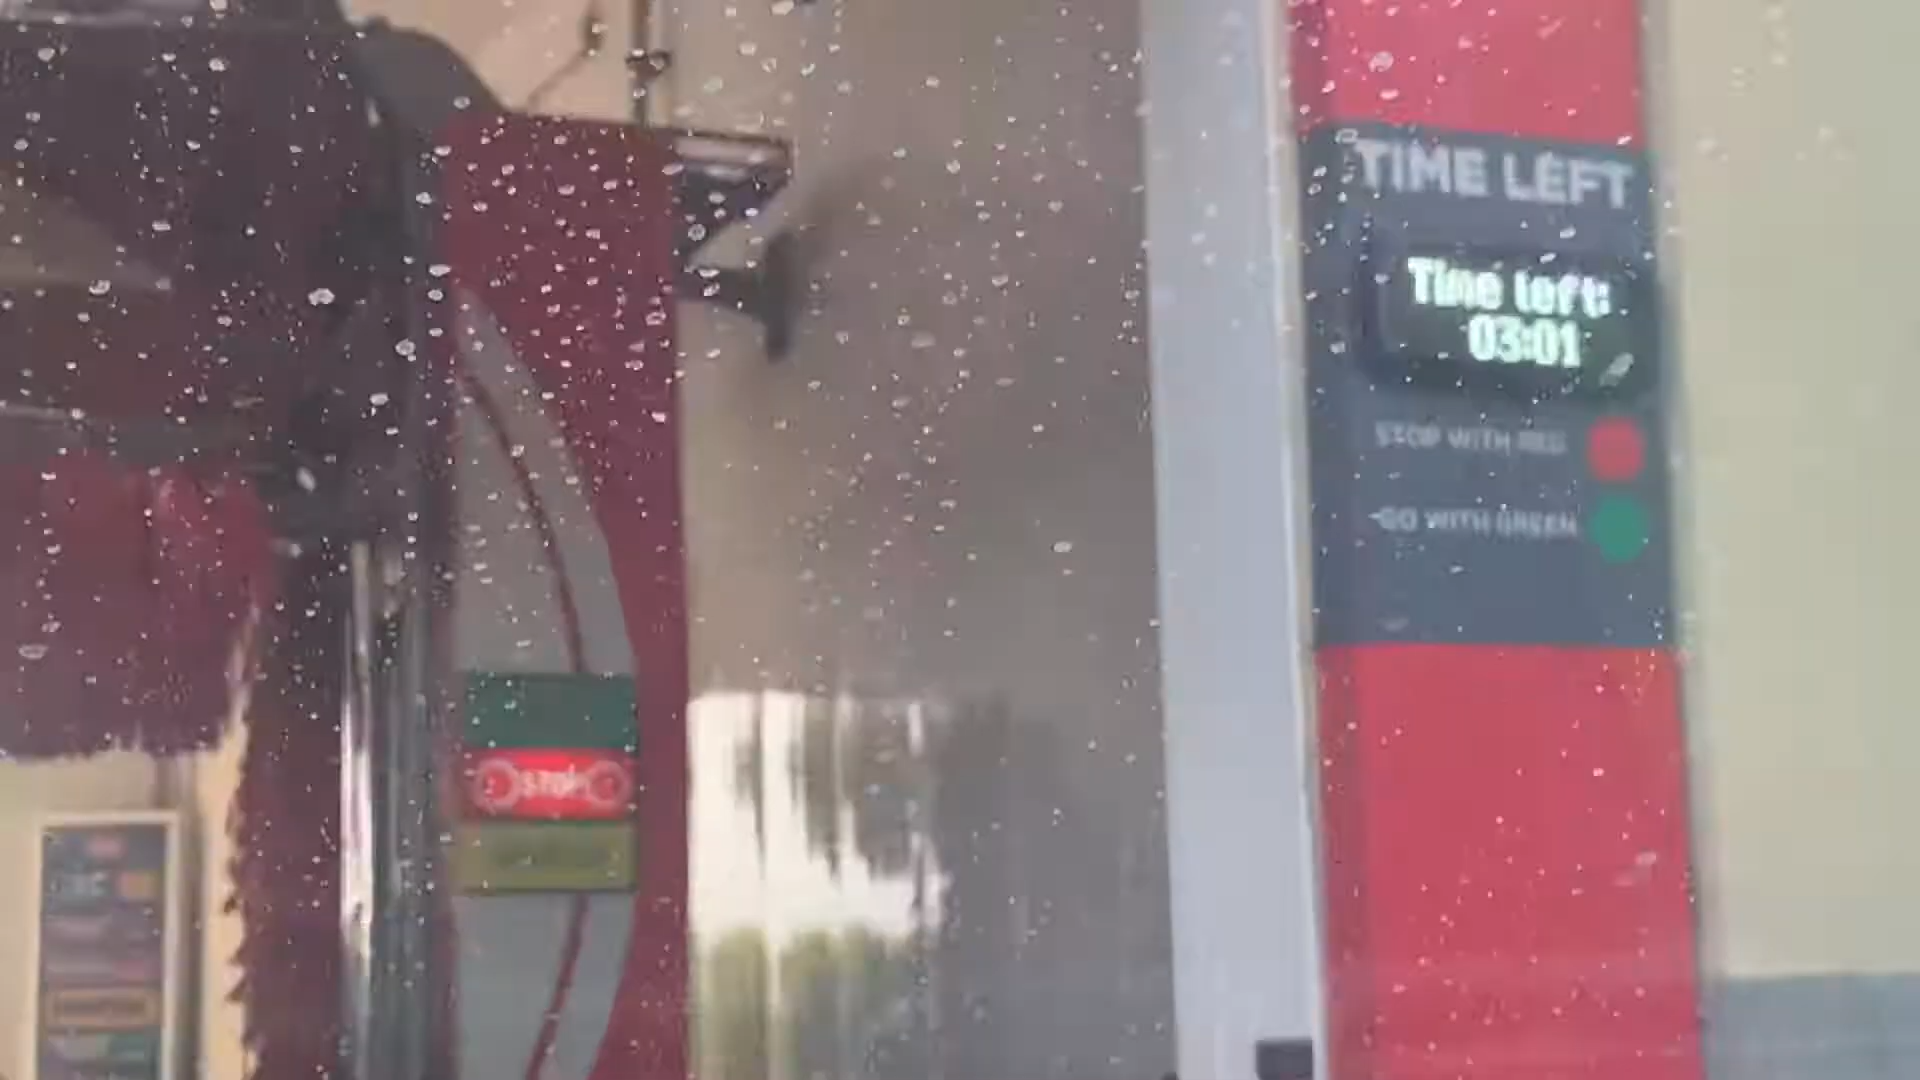 TIME LEFT
Time left:
03:01
STOP WITH RED
GO WITH GREEN
STOP